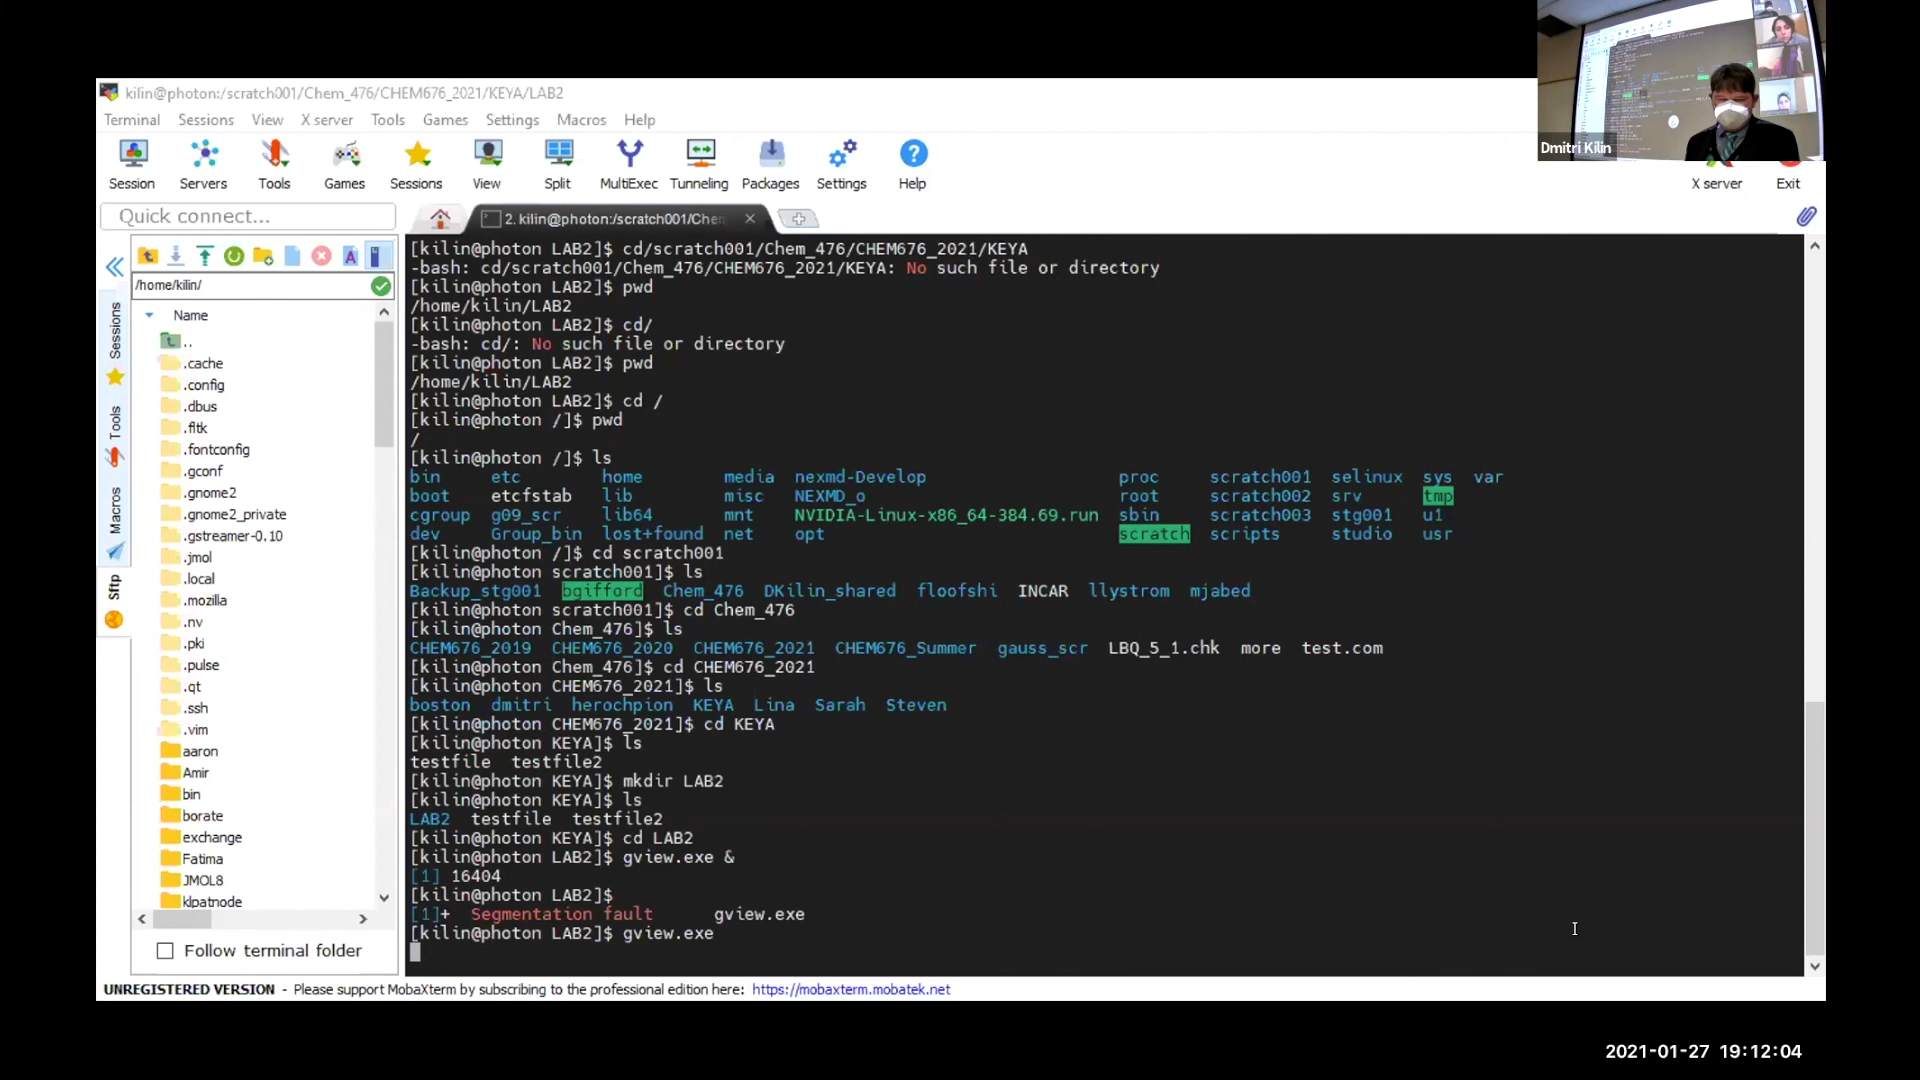 kilin@photon:/scratch001/Chem_476/CHEM676_2021/KEYA/LAB2
Terminal Sessions View X server Tools Games Settings Macros Help
Session Servers Tools Games Sessions View Split MultiExec Tunneling Packages Settings Help
X server Exit
Dmitri Kilin
Quick connect...
2. kilin@photon:/scratch001/Chem
/home/kilin/
Name
..
.cache
.config
.dbus
.fltk
.fontconfig
.gconf
.gnome2
.gnome2_private
.gstreamer-0.10
.jmol
.local
.mozilla
.nv
.pki
.pulse
.qt
.ssh
.vim
aaron
Amir
bin
borate
exchange
Fatima
JMOL8
klpatnode
Sessions
Tools
Macros
Sftp
Follow terminal folder
[kilin@photon LAB2]$ cd/scratch001/Chem_476/CHEM676_2021/KEYA
-bash: cd/scratch001/Chem_476/CHEM676_2021/KEYA: No such file or directory
[kilin@photon LAB2]$ pwd
/home/kilin/LAB2
[kilin@photon LAB2]$ cd/
-bash: cd/: No such file or directory
[kilin@photon LAB2]$ pwd
/home/kilin/LAB2
[kilin@photon LAB2]$ cd /
[kilin@photon /]$ pwd
/
[kilin@photon /]$ ls
bin etc home media nexmd-Develop proc scratch001 selinux sys var
boot etcfstab lib misc NEXMD_o root scratch002 srv tmp
cgroup g09_scr lib64 mnt NVIDIA-Linux-x86_64-384.69.run sbin scratch003 stg001 u1
dev Group_bin lost+found net opt scratch scripts studio usr
[kilin@photon /]$ cd scratch001
[kilin@photon scratch001]$ ls
Backup_stg001 bgifford Chem_476 DKilin_shared floofshi INCAR llystrom mjabed
[kilin@photon scratch001]$ cd Chem_476
[kilin@photon Chem_476]$ ls
CHEM676_2019 CHEM676_2020 CHEM676_2021 CHEM676_Summer gauss_scr LBQ_5_1.chk more test.com
[kilin@photon Chem_476]$ cd CHEM676_2021
[kilin@photon CHEM676_2021]$ ls
boston dmitri herochpion KEYA Lina Sarah Steven
[kilin@photon CHEM676_2021]$ cd KEYA
[kilin@photon KEYA]$ ls
testfile testfile2
[kilin@photon KEYA]$ mkdir LAB2
[kilin@photon KEYA]$ ls
LAB2 testfile testfile2
[kilin@photon KEYA]$ cd LAB2
[kilin@photon LAB2]$ gview.exe &
[1] 16404
[kilin@photon LAB2]$
[1]+ Segmentation fault gview.exe
[kilin@photon LAB2]$ gview.exe
UNREGISTERED VERSION - Please support MobaXterm by subscribing to the professional edition here: https://mobaxterm.mobatek.net
2021-01-27 19:12:04